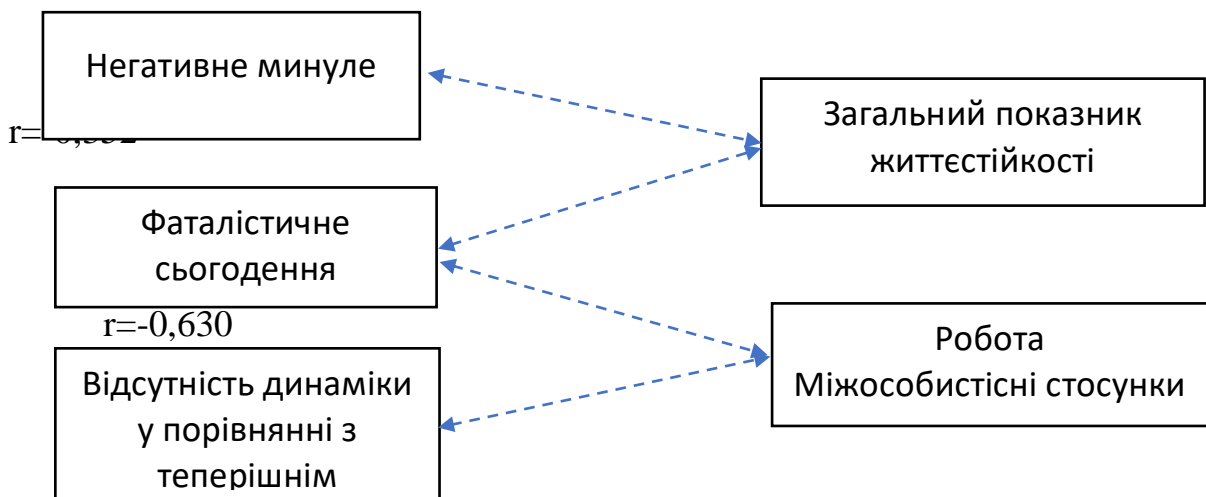 Негативне минуле
r=
Загальний показник
життєстійкості
Фаталістичне
сьогодення
r=-0,630
Робота
Міжособистісні стосунки
Відсутність динаміки
у порівнянні з
теперішнім